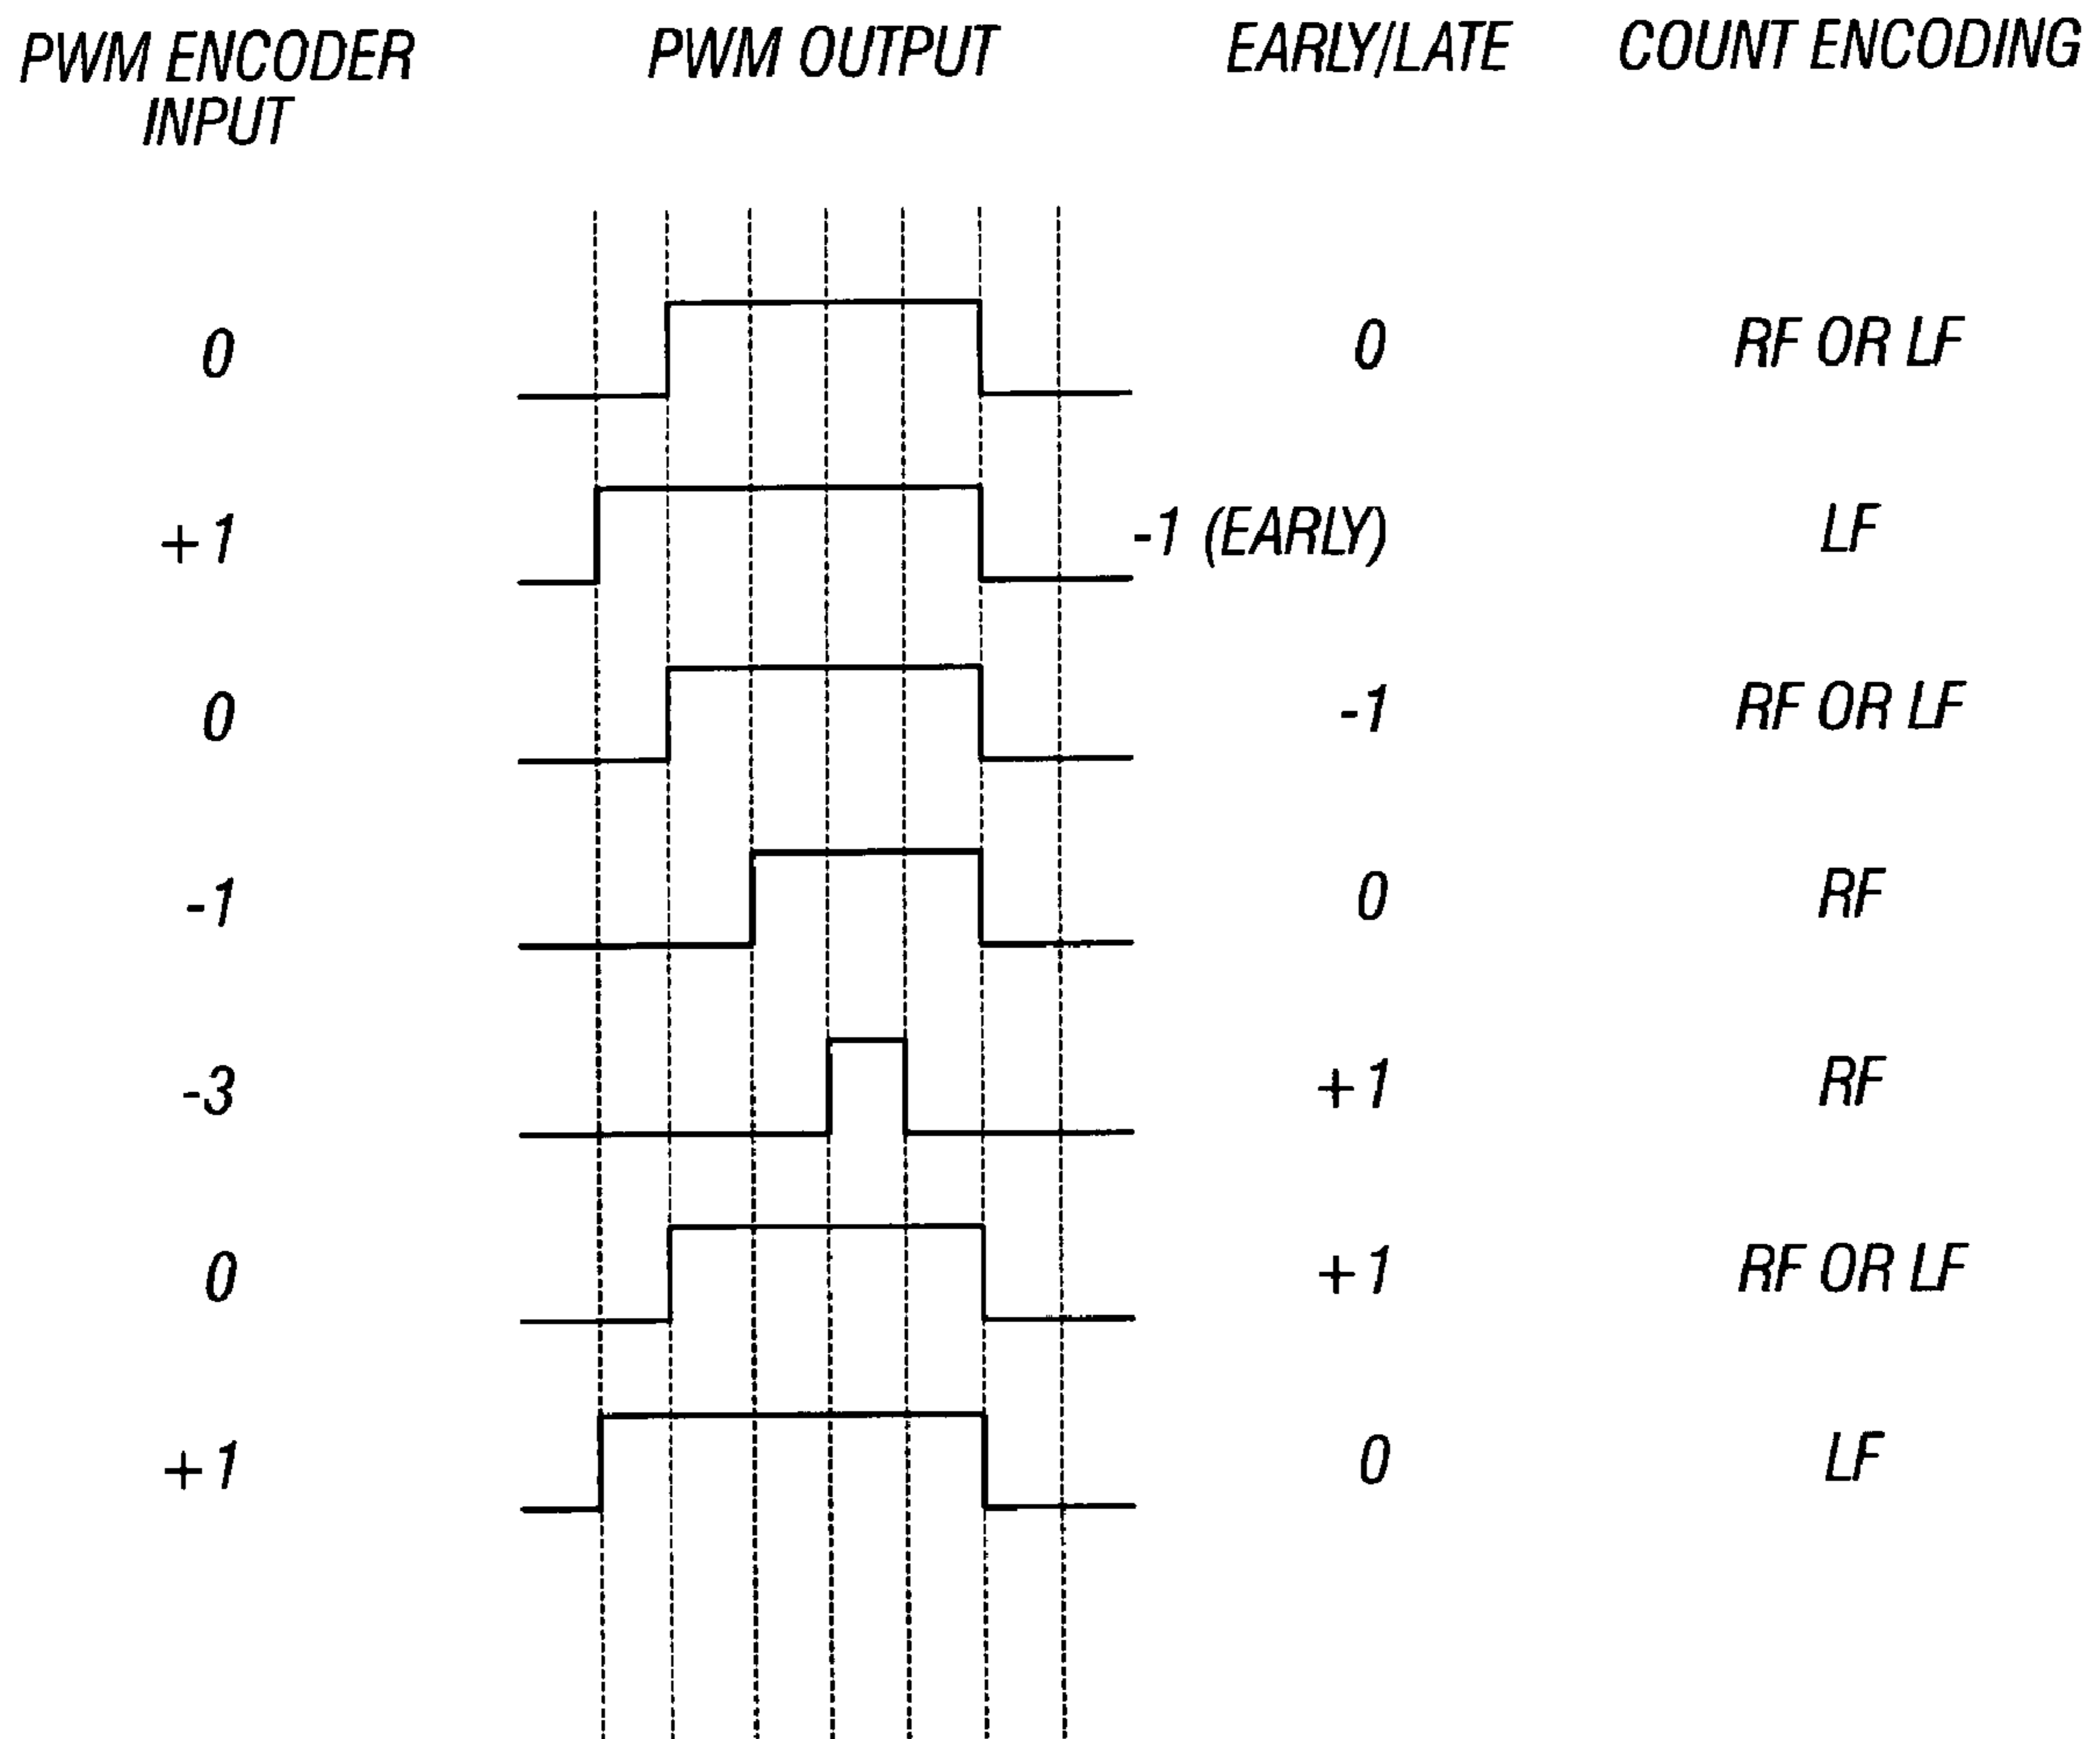 PWM ENCODER INPUT PWM OUTPUT EARLY/LATE COUNT ENCODING
0 0 RF OR LF
+1 -1 (EARLY) LF
0 -1 RF OR LF
-1 0 RF
-3 +1 RF
0 +1 RF OR LF
+1 0 LF